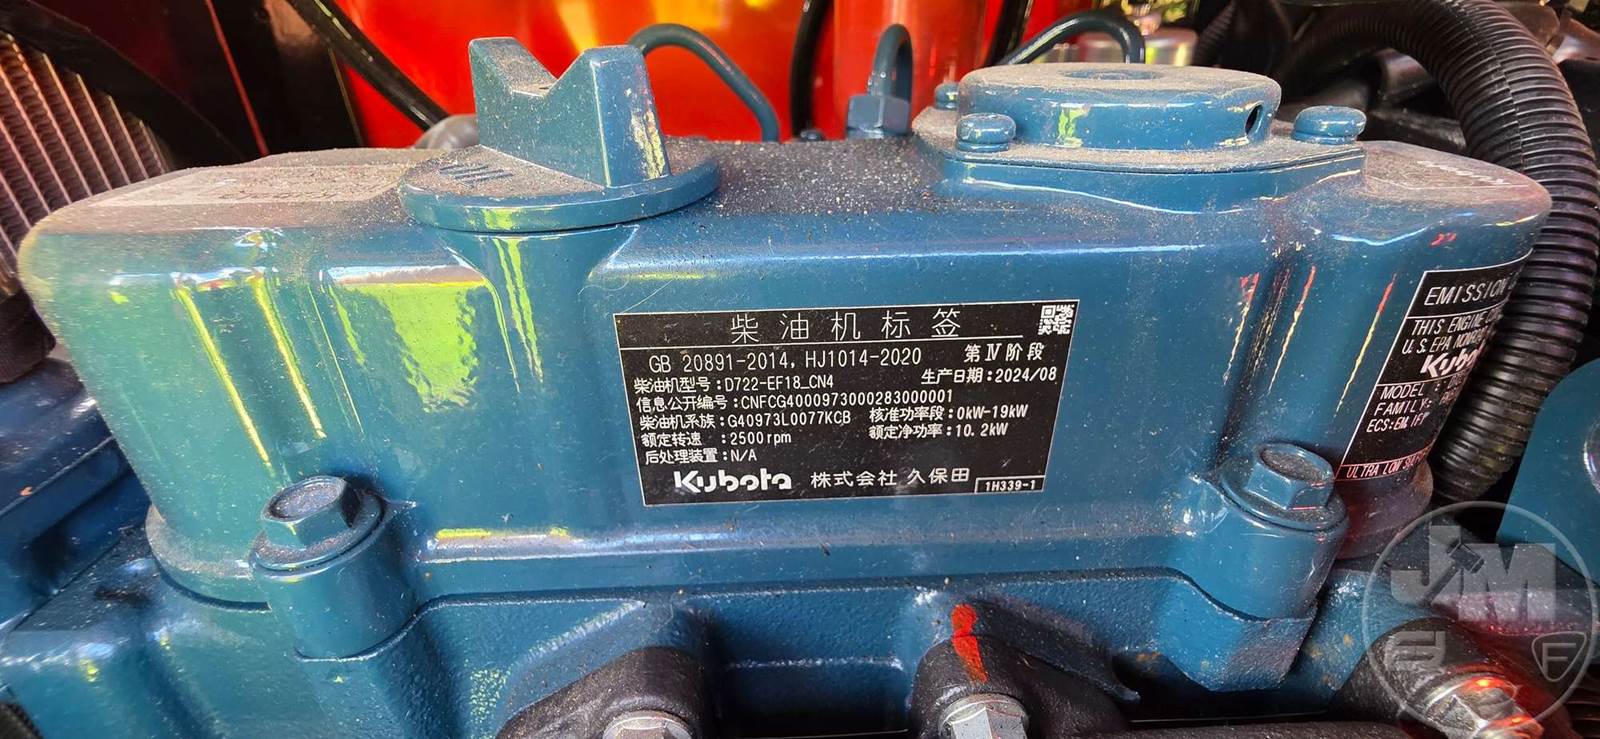 柴油机标签
GB 20891-2014, HJ1014-2020 第Ⅳ阶段
柴油机型号:D722-EF18_CN4 生产日期:2024/08
信息公开编号:CNFCG4000973000283000001
柴油机系族:G40973L0077KCB 核准功率段:0kW-19kW
额定转速:2500rpm 额定净功率:10.2kW
后处理装置:N/A
Kubota 株式会社 久保田 1H339-1
EMISSION
THIS ENGINE
U.S. EPA
Kubota
MODEL
FAMILY:
ECS:EM
ULTRA LOW
JM